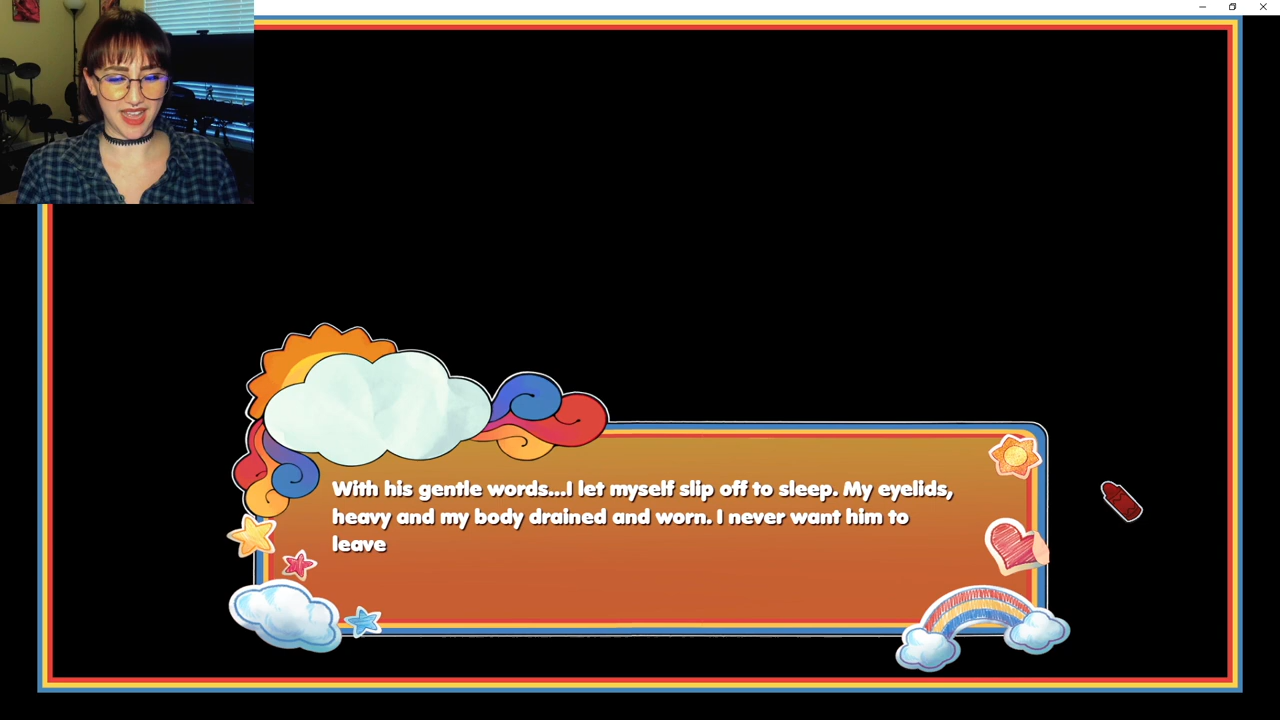 With his gentle words...I let myself slip off to sleep. My eyelids,
heavy and my body drained and worn. I never want him to
leave